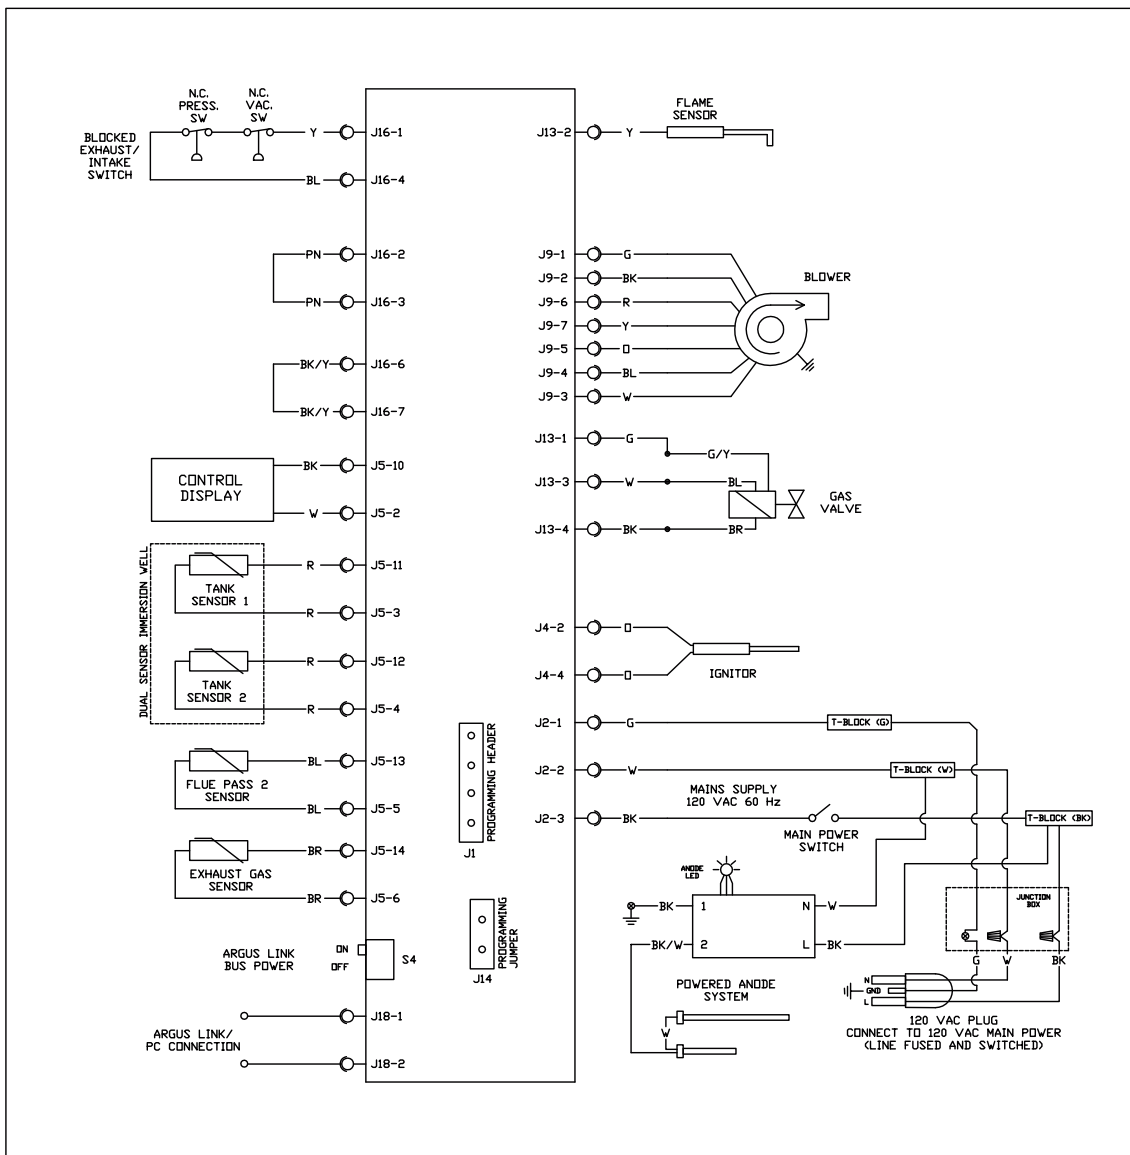 N.C.
PRESS.
SW
N.C.
VAC.
SW
BLOCKED
EXHAUST/
INTAKE
SWITCH
Y
J16-1
BL
J16-4
PN
J16-2
PN
J16-3
BK/Y
J16-6
BK/Y
J16-7
CONTROL
DISPLAY
BK
J5-10
W
J5-2
DUAL SENSOR IMMERSION WELL
TANK
SENSOR 1
R
J5-11
R
J5-3
TANK
SENSOR 2
R
J5-12
R
J5-4
FLUE PASS 2
SENSOR
BL
J5-13
BL
J5-5
EXHAUST GAS
SENSOR
BR
J5-14
BR
J5-6
ARGUS LINK
BUS POWER
ON
OFF
S4
ARGUS LINK/
PC CONNECTION
J18-1
J18-2
PROGRAMMING HEADER
J1
PROGRAMMING
JUMPER
J14
FLAME
SENSOR
J13-2
Y
BLOWER
J9-1
G
J9-2
BK
J9-6
R
J9-7
Y
J9-5
O
J9-4
BL
J9-3
W
J13-1
G
G/Y
J13-3
W
BL
J13-4
BK
BR
GAS
VALVE
J4-2
O
J4-4
O
IGNITOR
J2-1
G
T-BLOCK (G)
J2-2
W
T-BLOCK (W)
MAINS SUPPLY
120 VAC 60 Hz
J2-3
BK
MAIN POWER
SWITCH
T-BLOCK (BK)
ANODE
LED
BK
1
N
W
BK/W
2
L
BK
POWERED ANODE
SYSTEM
W
JUNCTION
BOX
G
W
BK
N
GND
L
120 VAC PLUG
CONNECT TO 120 VAC MAIN POWER
(LINE FUSED AND SWITCHED)